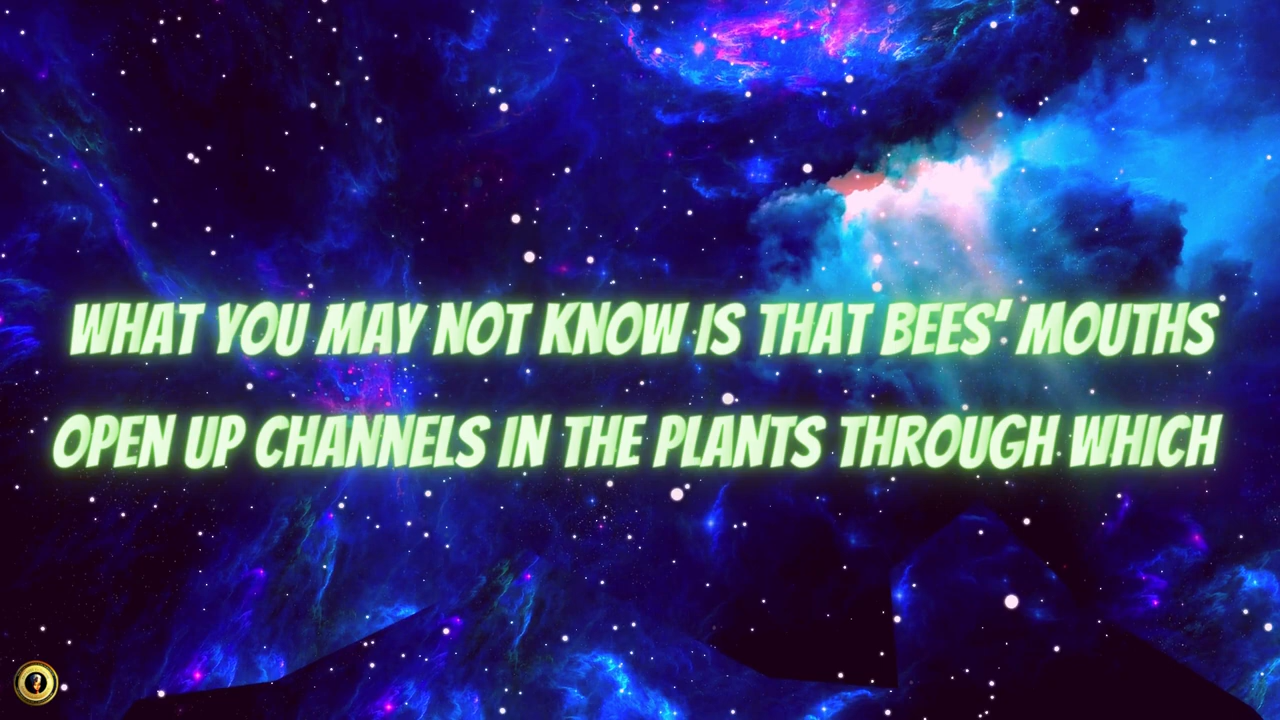 WHAT YOU MAY NOT KNOW IS THAT BEES' MOUTHS
OPEN UP CHANNELS IN THE PLANTS THROUGH WHICH